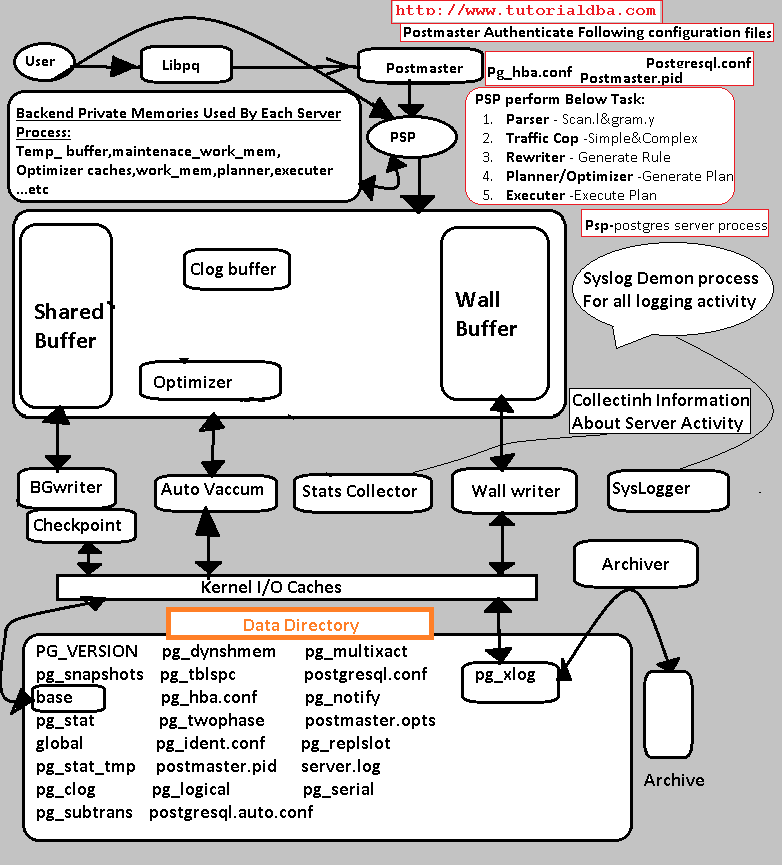 http://www.tutorialdba.com
Postmaster Authenticate Following configuration files
User
Libpq
Postmaster
Pg_hba.conf
Postgresql.conf
Postmaster.pid
Backend Private Memories Used By Each Server
Process:
Temp_ buffer,maintenace_work_mem,
Optimizer caches,work_mem,planner,executer
...etc
PSP
PSP perform Below Task:
1. Parser - Scan.l&gram.y
2. Traffic Cop -Simple&Complex
3. Rewriter - Generate Rule
4. Planner/Optimizer -Generate Plan
5. Executer -Execute Plan
Psp-postgres server process
Clog buffer
Shared
Buffer
Wall
Buffer
Optimizer
Syslog Demon process
For all logging activity
Collectinh Information
About Server Activity
BGwriter
Checkpoint
Auto Vaccum
Stats Collector
Wall writer
SysLogger
Kernel I/O Caches
Archiver
Data Directory
PG_VERSION pg_dynshmem pg_multixact
pg_snapshots pg_tblspc postgresql.conf
base pg_hba.conf pg_notify
pg_stat pg_twophase postmaster.opts
global pg_ident.conf pg_replslot
pg_stat_tmp postmaster.pid server.log
pg_clog pg_logical pg_serial
pg_subtrans postgresql.auto.conf
pg_xlog
Archive